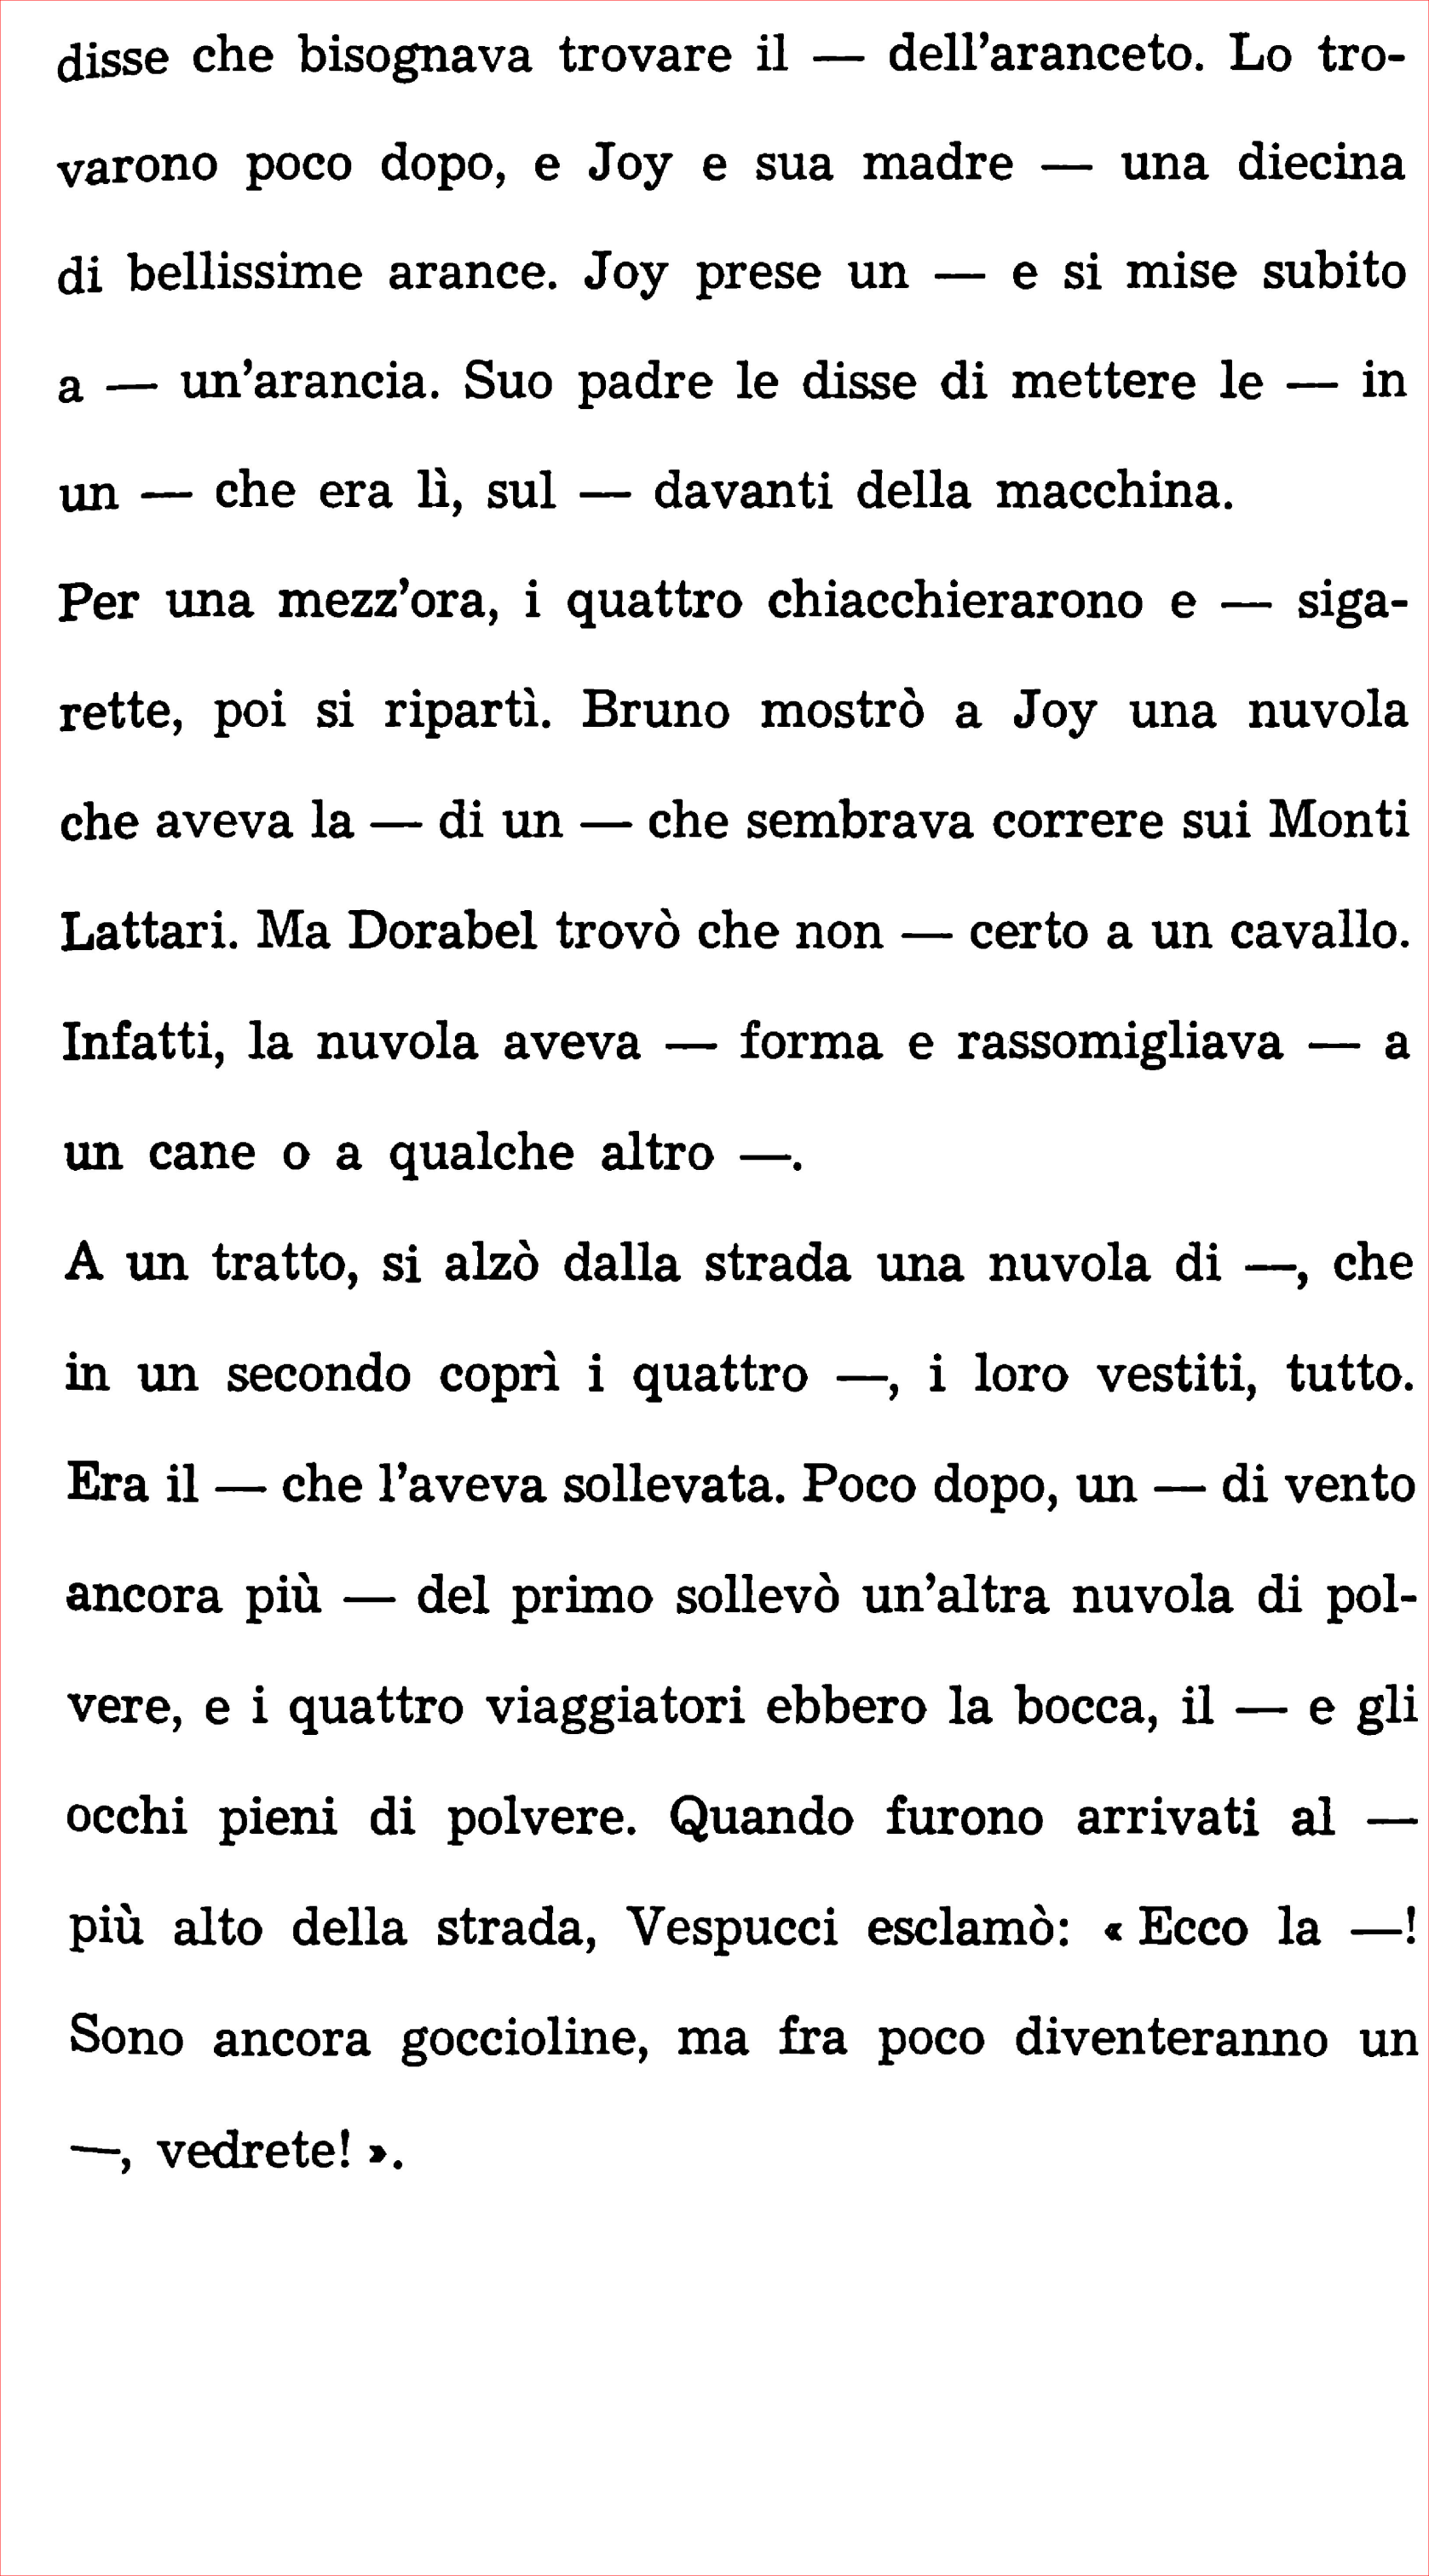 disse che bisognava trovare il — dell'aranceto. Lo tro-
varono poco dopo, e Joy e sua madre — una diecina
di bellissime arance. Joy prese un — e si mise subito
a — un'arancia. Suo padre le disse di mettere le — in
un — che era lì, sul — davanti della macchina.
Per una mezz'ora, i quattro chiacchierarono e — siga-
rette, poi si ripartì. Bruno mostrò a Joy una nuvola
che aveva la — di un — che sembrava correre sui Monti
Lattari. Ma Dorabel trovò che non — certo a un cavallo.
Infatti, la nuvola aveva — forma e rassomigliava — a
un cane o a qualche altro —.
A un tratto, si alzò dalla strada una nuvola di —, che
in un secondo coprì i quattro —, i loro vestiti, tutto.
Era il — che l'aveva sollevata. Poco dopo, un — di vento
ancora più — del primo sollevò un'altra nuvola di pol-
vere, e i quattro viaggiatori ebbero la bocca, il — e gli
occhi pieni di polvere. Quando furono arrivati al —
più alto della strada, Vespucci esclamò: « Ecco la —!
Sono ancora goccioline, ma fra poco diventeranno un
—, vedrete! ».